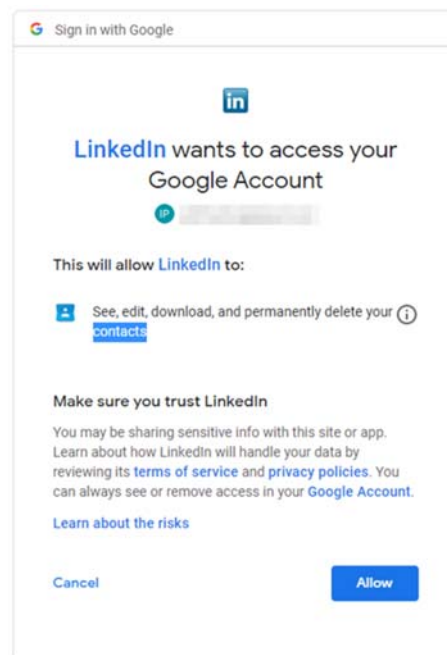 G Sign in with Google
in
LinkedIn wants to access your
Google Account
IP
This will allow LinkedIn to:
See, edit, download, and permanently delete your
contacts
Make sure you trust LinkedIn
You may be sharing sensitive info with this site or app.
Learn about how LinkedIn will handle your data by
reviewing its terms of service and privacy policies. You
can always see or remove access in your Google Account.
Learn about the risks
Cancel Allow